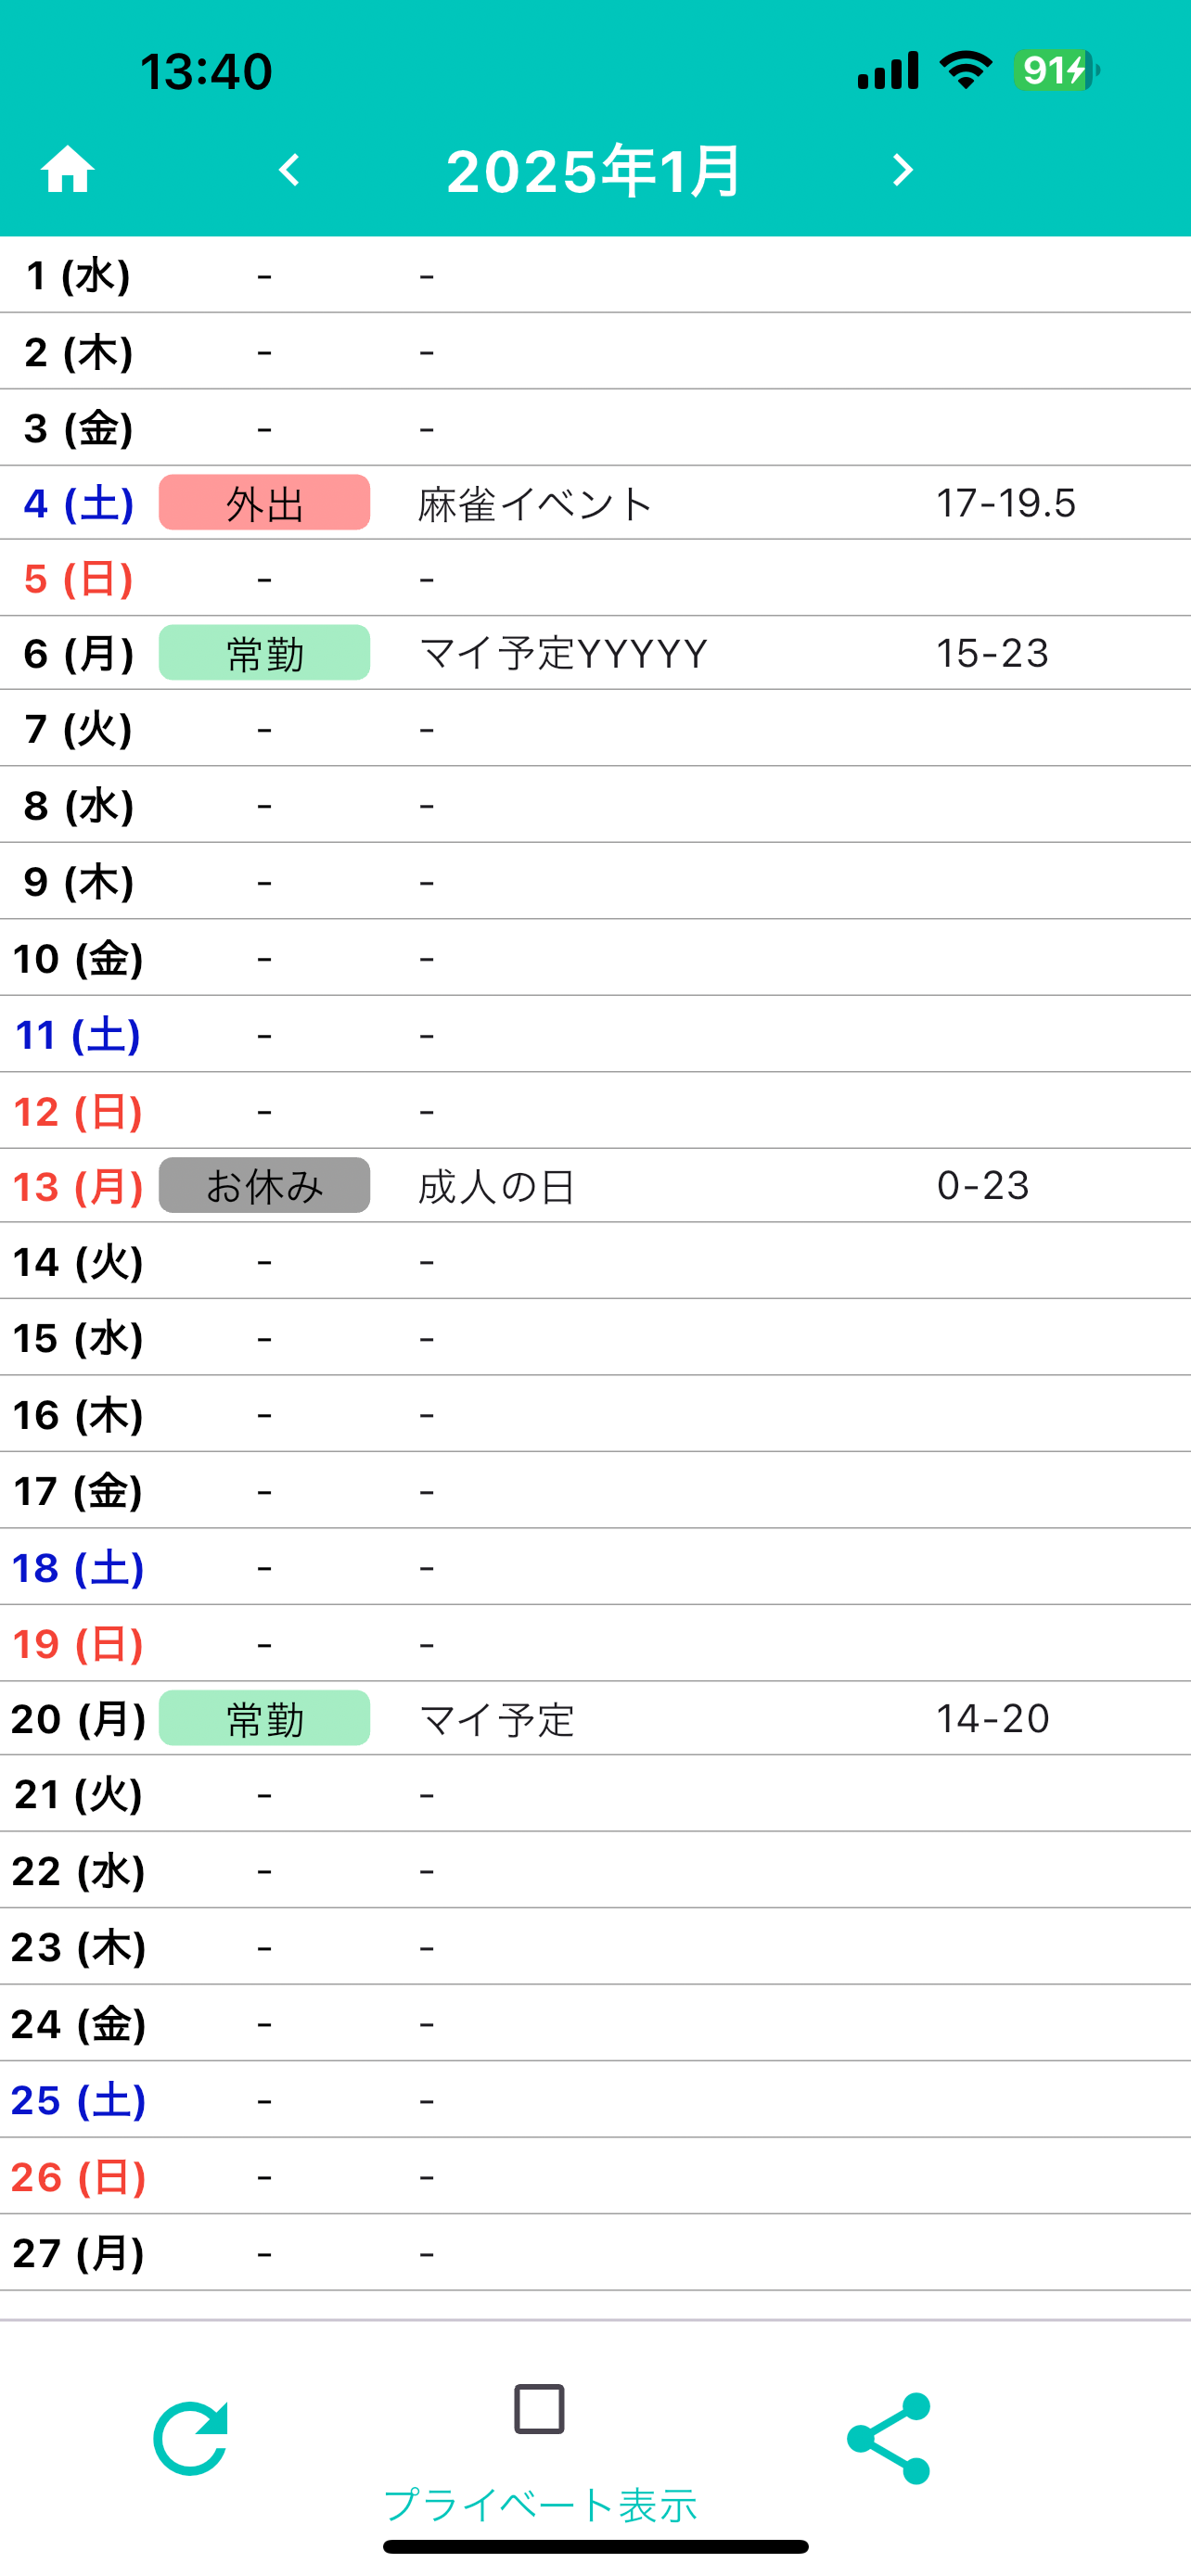 13:40
91
2025年1月
1 (水) - -
2 (木) - -
3 (金) - -
4 (土) 外出 麻雀イベント 17-19.5
5 (日) - -
6 (月) 常勤 マイ予定YYYYY 15-23
7 (火) - -
8 (水) - -
9 (木) - -
10 (金) - -
11 (土) - -
12 (日) - -
13 (月) お休み 成人の日 0-23
14 (火) - -
15 (水) - -
16 (木) - -
17 (金) - -
18 (土) - -
19 (日) - -
20 (月) 常勤 マイ予定 14-20
21 (火) - -
22 (水) - -
23 (木) - -
24 (金) - -
25 (土) - -
26 (日) - -
27 (月) - -
プライベート表示